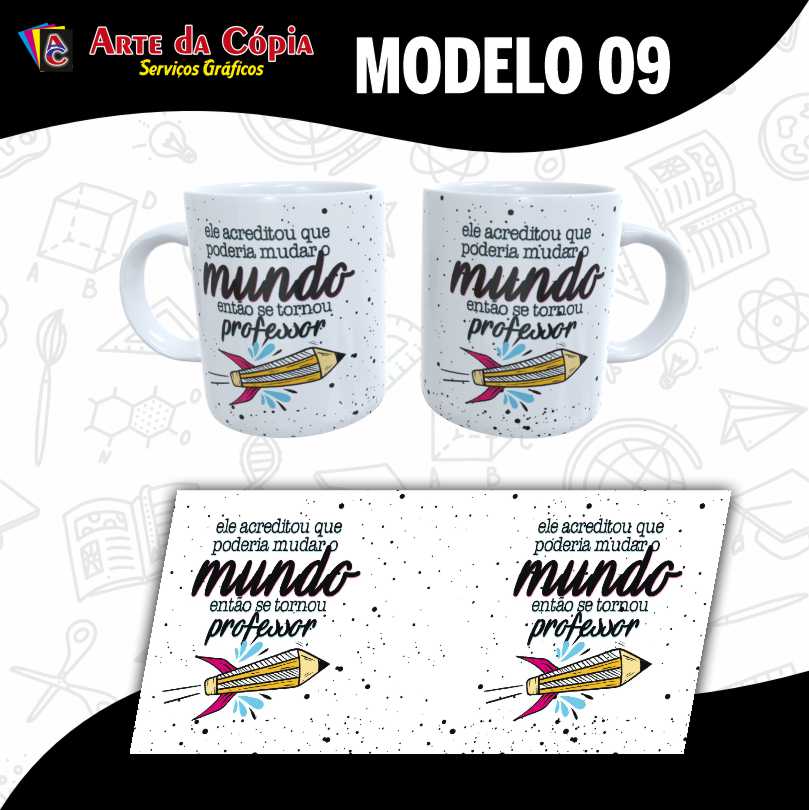 AC
Arte da Cópia
Serviços Gráficos
MODELO 09
ele acreditou que
poderia mudar o
mundo
então se tornou
professor
ele acreditou que
poderia mudar o
mundo
então se tornou
professor
ele acreditou que
poderia mudar o
mundo
então se tornou
professor
ele acreditou que
poderia mudar o
mundo
então se tornou
professor
A
B